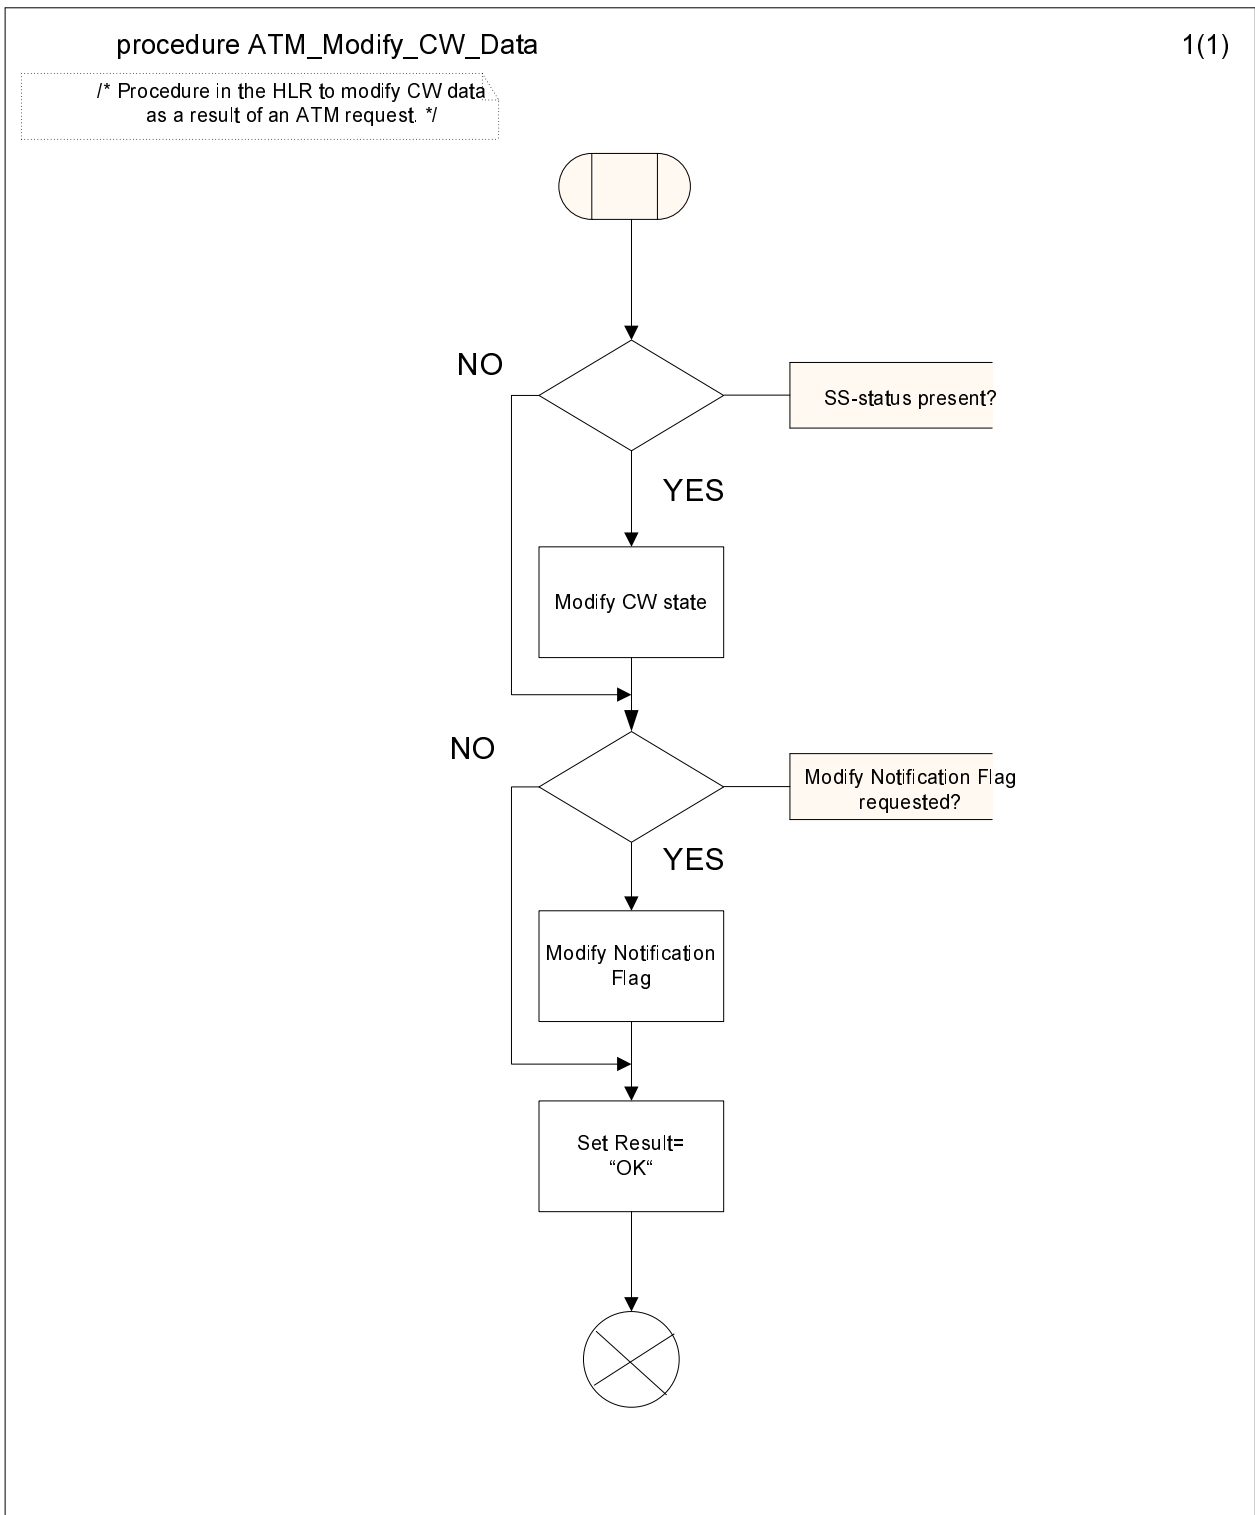 procedure ATM_Modify_CW_Data
1(1)
/* Procedure in the HLR to modify CW data
as a result of an ATM request. */
NO
SS-status present?
YES
Modify CW state
NO
Modify Notification Flag
requested?
YES
Modify Notification
Flag
Set Result=
“OK“